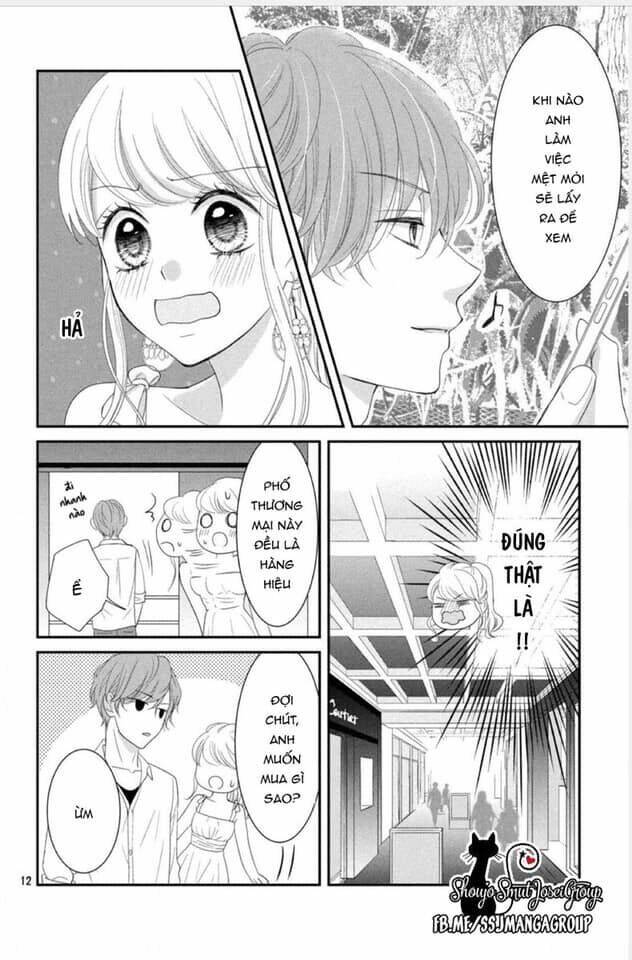 KHI NÀO
ANH
LÀM
VIỆC
MỆT MỎI
SẼ LẤY
RA ĐỂ
XEM
HẢ
ĐÚNG
THẬT
LÀ
!!
Cartier
PHỐ
THƯƠNG
MẠI NÀY
ĐỀU LÀ
HÀNG
HIỆU
đi
nhanh
nào
Ể
ĐỢI
CHÚT,
ANH
MUỐN
MUA GÌ
SAO?
ỪM
12
Shoujo Smut Josei Group
FB.ME/SSJMANGAGROUP